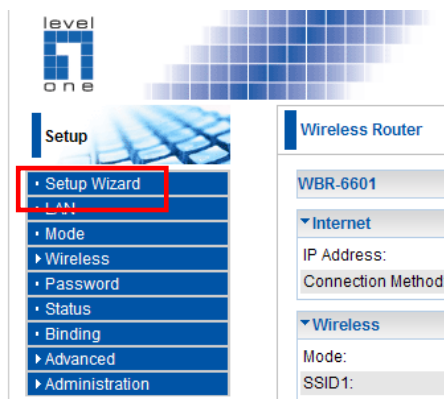 level
one
Setup
• Setup Wizard
• LAN
• Mode
▸ Wireless
• Password
• Status
• Binding
▸ Advanced
▸ Administration
Wireless Router
WBR-6601
▾ Internet
IP Address:
Connection Method
▾ Wireless
Mode:
SSID1: